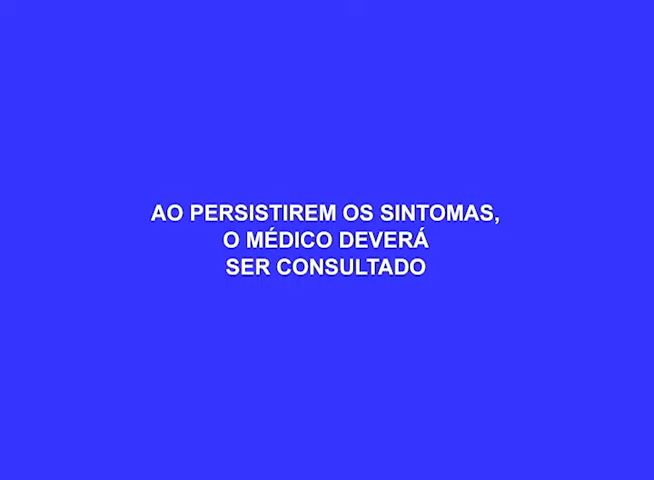 AO PERSISTIREM OS SINTOMAS,
O MÉDICO DEVERÁ
SER CONSULTADO